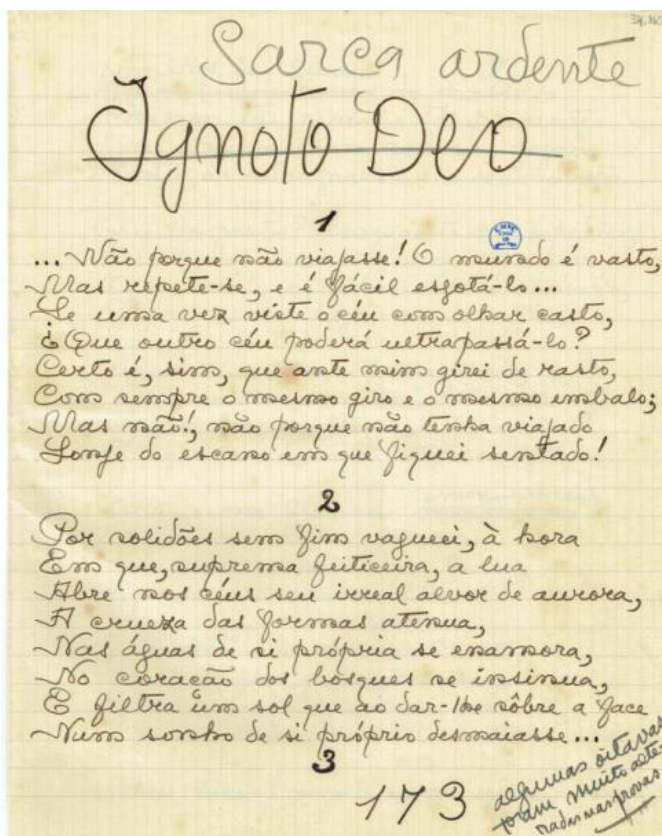 Sarça ardente
Ignoto Deo
1
... Não porque não viajasse! O mundo é vasto,
Mas repete-se, e é fácil esgotá-lo...
Se uma vez viste o céu com olhar casto,
¿Que outro céu poderá ultrapassá-lo?
Certo é, sim, que ante mim girei de rasto,
Com sempre o mesmo giro e o mesmo embalo;
Mas não!, não porque não tenha viajado
Longe do escano em que fiquei sentado!
2
Por solidões sem fim vagueei, à hora
Em que, suprema feiticeira, a lua
Abre nos céus seu irreal alvor de aurora,
A crueza das formas atenua,
Nas águas de si própria se enamora,
No coração dos bosques se insinua,
E filtra um sol que ao dar-lhe sôbre a face
Num sonho de si próprio desmaiasse...
3
173
algumas oitavas
foram muito alte-
radas nas provas